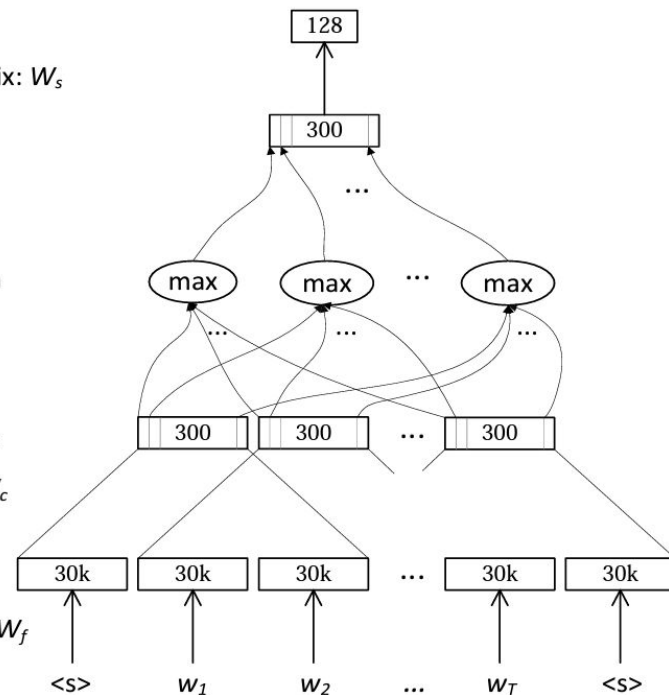 128
ix: Ws
300
...
max max ... max
... ... ...
300 300 ... 300
c
30k 30k 30k ... 30k 30k
Wf
<s> w1 w2 ... wT <s>